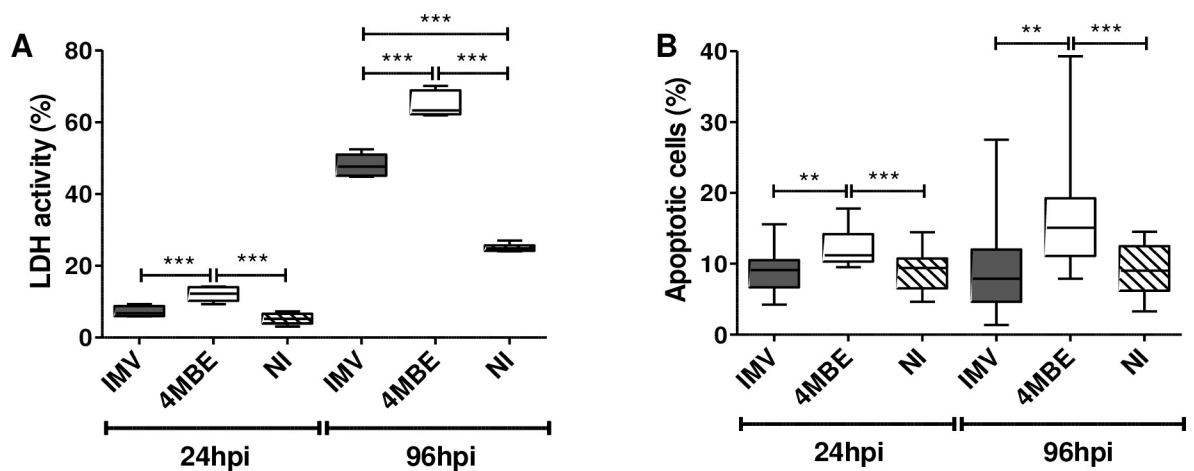 A
LDH activity (%)
80
60
40
20
0
***
***
***
***
***
IMV
4MBE
NI
IMV
4MBE
NI
24hpi
96hpi
B
Apoptotic cells (%)
40
30
20
10
0
**
***
**
***
IMV
4MBE
NI
IMV
4MBE
NI
24hpi
96hpi